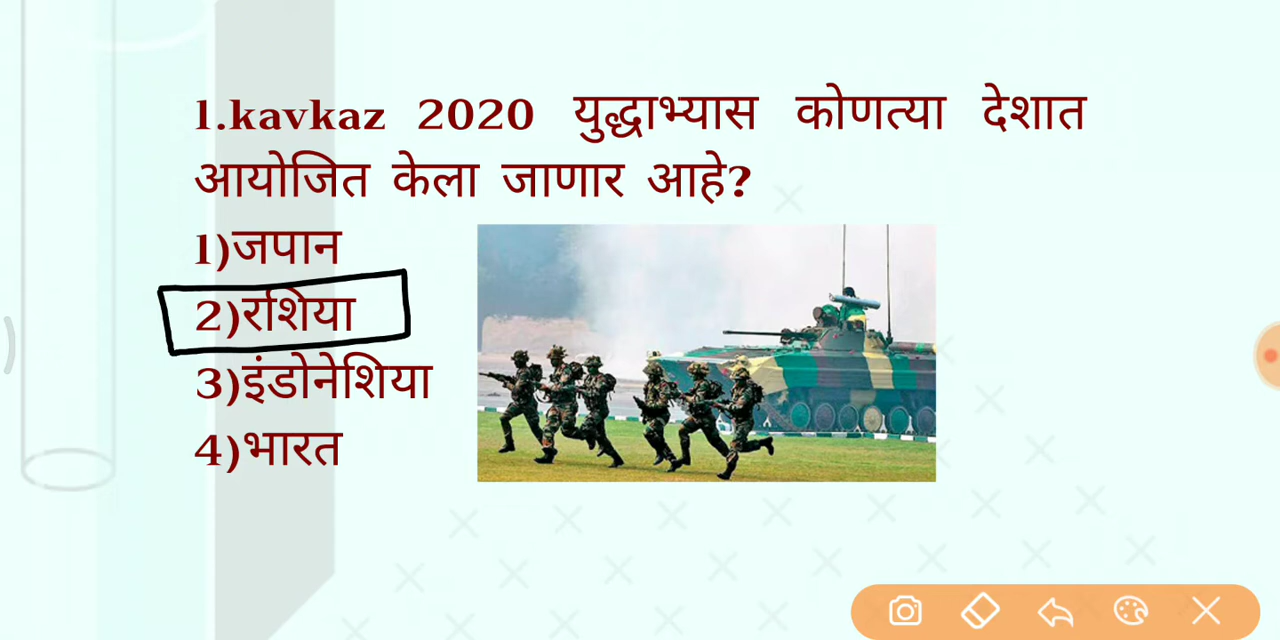 1.kavkaz 2020 युद्धाभ्यास कोणत्या देशात
आयोजित केला जाणार आहे?
1)जपान
2)रशिया
3)इंडोनेशिया
4)भारत